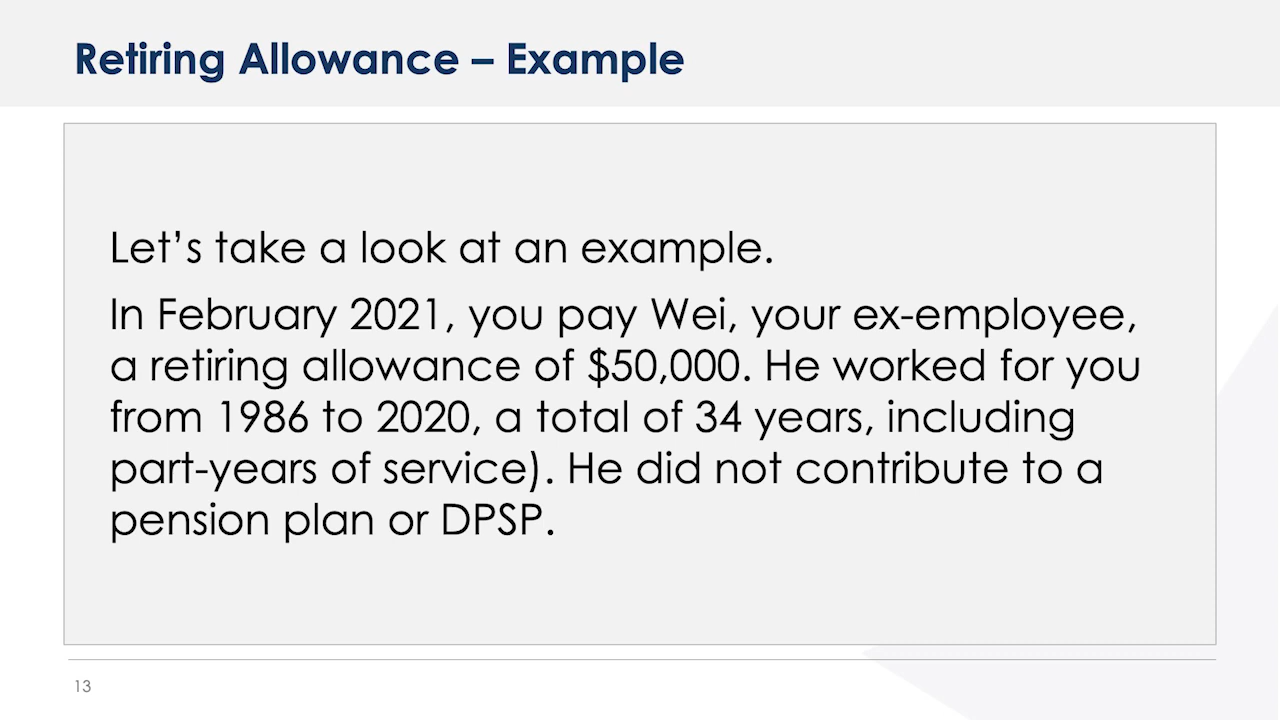 Retiring Allowance – Example
Let’s take a look at an example.
In February 2021, you pay Wei, your ex-employee,
a retiring allowance of $50,000. He worked for you
from 1986 to 2020, a total of 34 years, including
part-years of service). He did not contribute to a
pension plan or DPSP.
13